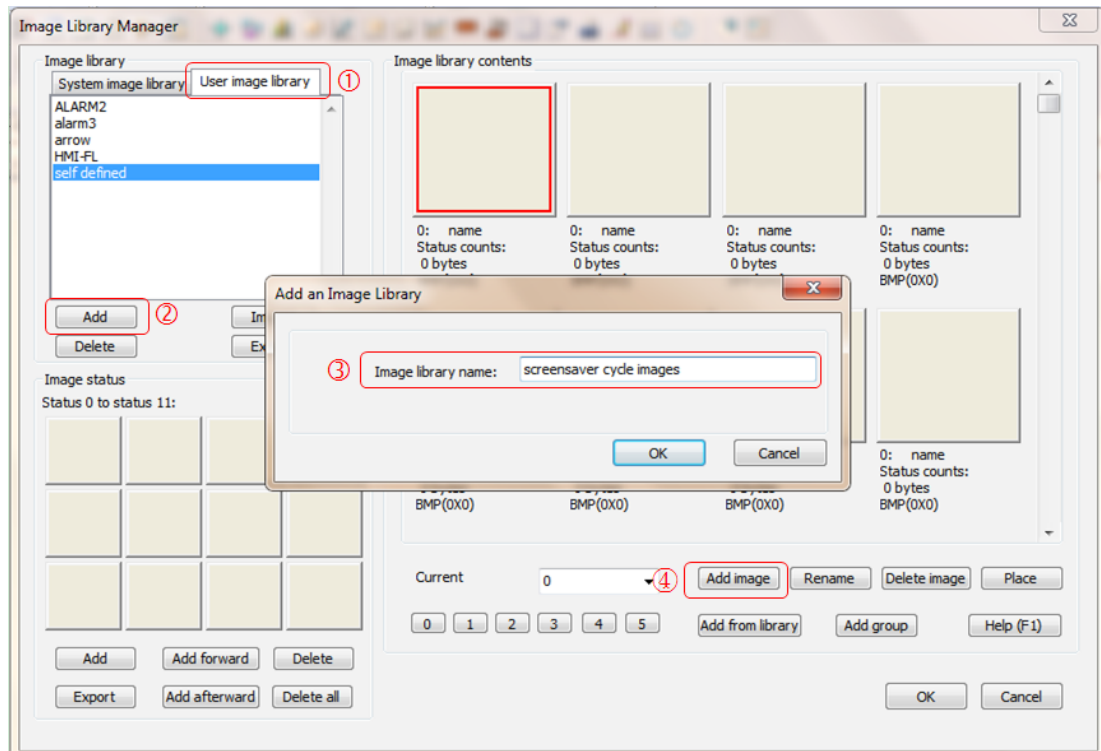 Image Library Manager
Image library
System image library User image library ①
ALARM2
alarm3
arrow
HMI-FL
self defined
Add ② Im
Delete Ex
Image status
Status 0 to status 11:
Add Add forward Delete
Export Add afterward Delete all
Image library contents
0: name 0: name 0: name 0: name
Status counts: Status counts: Status counts: Status counts:
0 bytes 0 bytes 0 bytes 0 bytes
BMP(0X0)
Add an Image Library
③ Image library name: screensaver cycle images
OK Cancel
0: name
Status counts:
0 bytes
BMP(0X0) BMP(0X0) BMP(0X0) BMP(0X0)
Current 0 ④ Add image Rename Delete image Place
0 1 2 3 4 5 Add from library Add group Help (F1)
OK Cancel